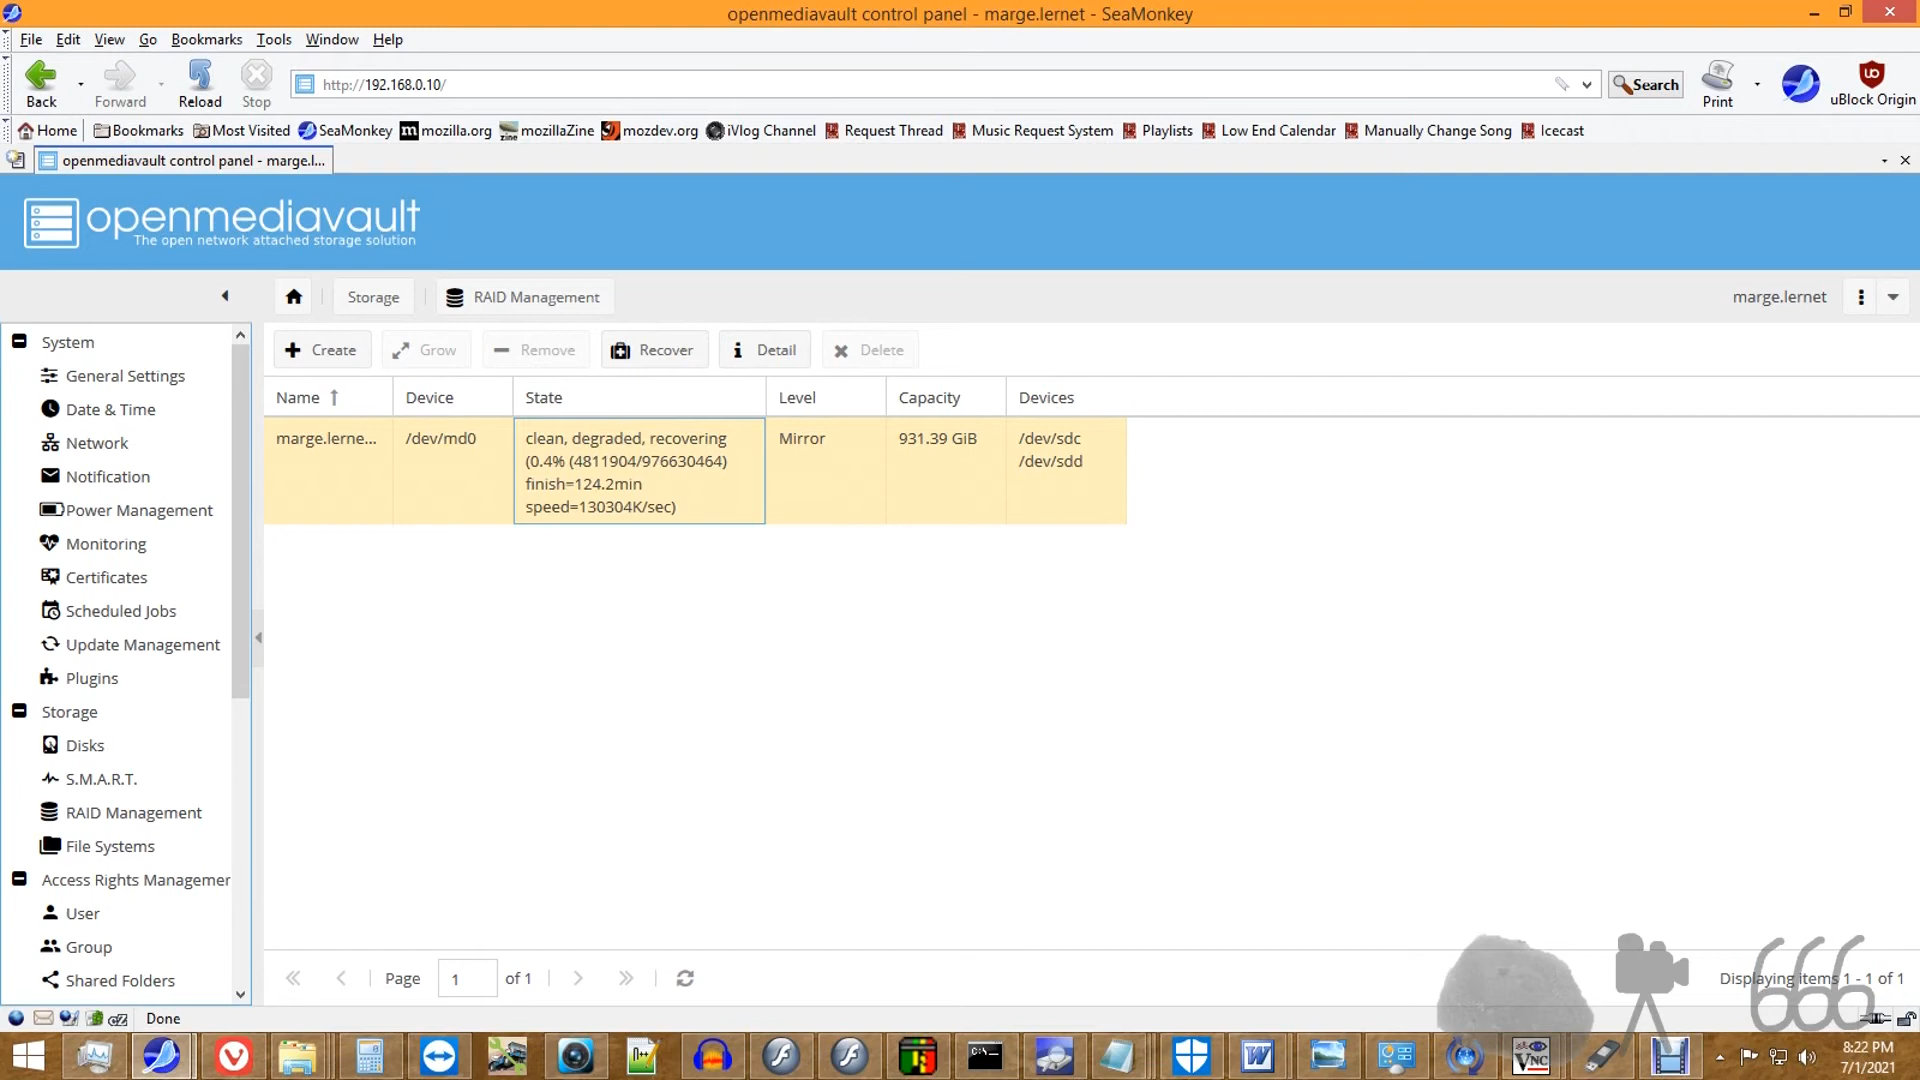 openmediavault control panel - marge.lernet - SeaMonkey
File Edit View Go Bookmarks Tools Window Help
http://192.168.0.10/
Search
Back Forward Reload Stop Print uBlock Origin
Home Bookmarks Most Visited SeaMonkey mozilla.org mozillaZine mozdev.org iVlog Channel Request Thread Music Request System Playlists Low End Calendar Manually Change Song Icecast
openmediavault control panel - marge.l...
openmediavault
The open network attached storage solution
Storage RAID Management marge.lernet
System
General Settings
Date & Time
Network
Notification
Power Management
Monitoring
Certificates
Scheduled Jobs
Update Management
Plugins
Storage
Disks
S.M.A.R.T.
RAID Management
File Systems
Access Rights Managemer
User
Group
Shared Folders
Create Grow Remove Recover Detail Delete
Name Device State Level Capacity Devices
marge.lerne... /dev/md0 clean, degraded, recovering Mirror 931.39 GiB /dev/sdc
(0.4% (4811904/976630464) /dev/sdd
finish=124.2min
speed=130304K/sec)
Page 1 of 1
Displaying items 1 - 1 of 1
666
Done
8:22 PM
7/1/2021